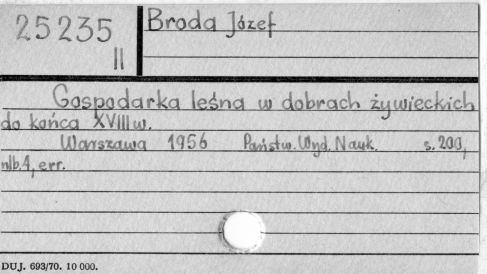 25235
II
Broda Józef
Gospodarka leśna w dobrach żywieckich
do końca XVIII w.
Warszawa 1956 Państw. Wyd. Nauk. s. 200,
nlb. 4, err.
DUJ. 693/70. 10 000.